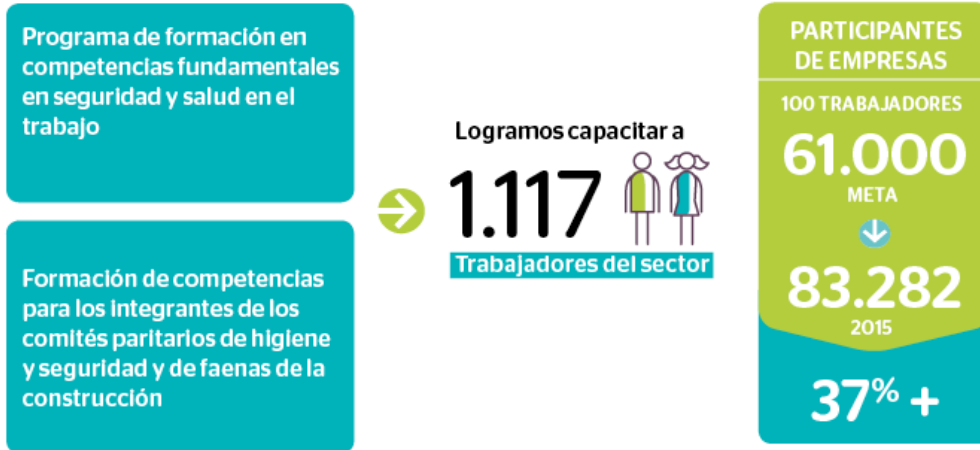 Programa de formación en
competencias fundamentales
en seguridad y salud en el
trabajo
Formación de competencias
para los integrantes de los
comités paritarios de higiene
y seguridad y de faenas de la
construcción
Logramos capacitar a
1.117
Trabajadores del sector
PARTICIPANTES
DE EMPRESAS
100 TRABAJADORES
61.000
META
83.282
2015
37% +